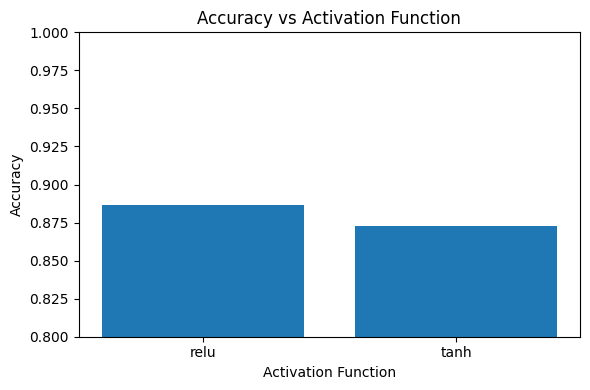 Accuracy vs Activation Function
1.000
0.975
0.950
0.925
0.900
0.875
0.850
0.825
0.800
Accuracy
relu
tanh
Activation Function